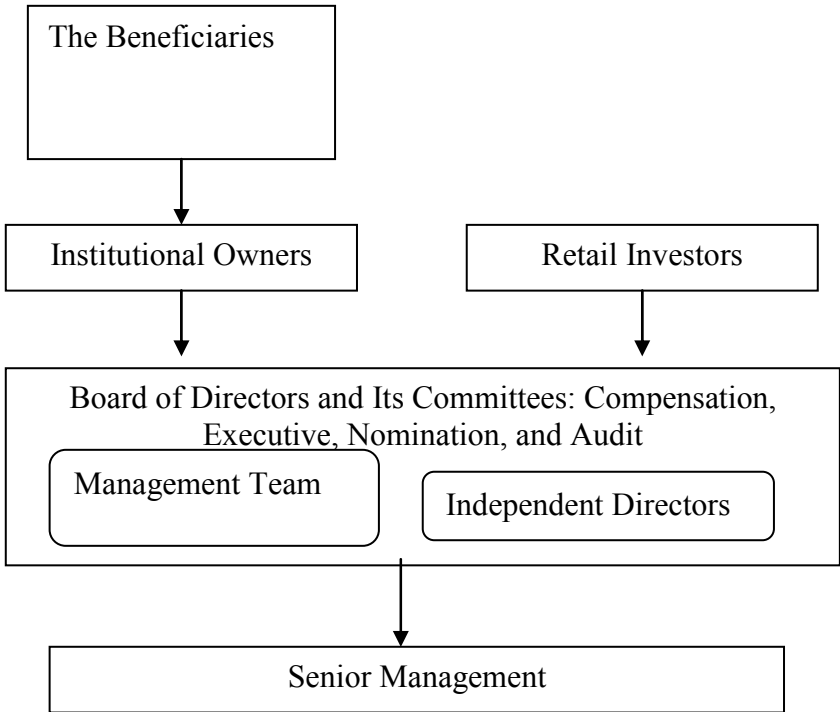 The Beneficiaries
Institutional Owners
Retail Investors
Board of Directors and Its Committees: Compensation,
Executive, Nomination, and Audit
Management Team
Independent Directors
Senior Management